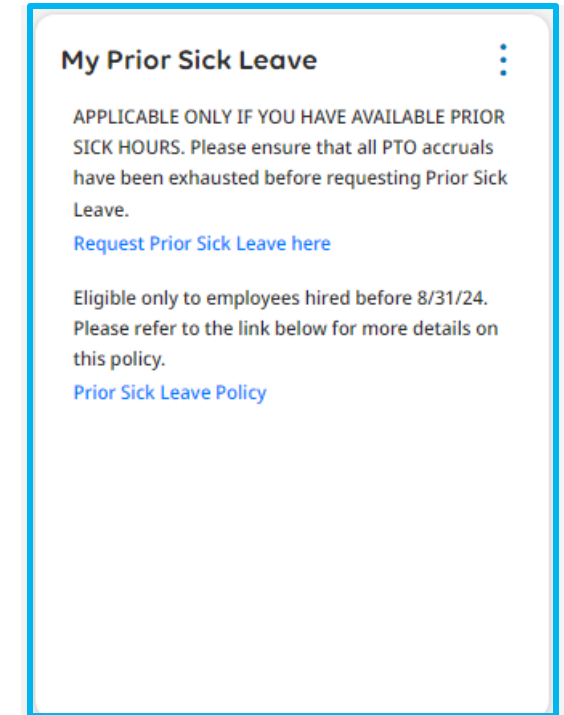 My Prior Sick Leave
APPLICABLE ONLY IF YOU HAVE AVAILABLE PRIOR
SICK HOURS. Please ensure that all PTO accruals
have been exhausted before requesting Prior Sick
Leave.
Request Prior Sick Leave here
Eligible only to employees hired before 8/31/24.
Please refer to the link below for more details on
this policy.
Prior Sick Leave Policy